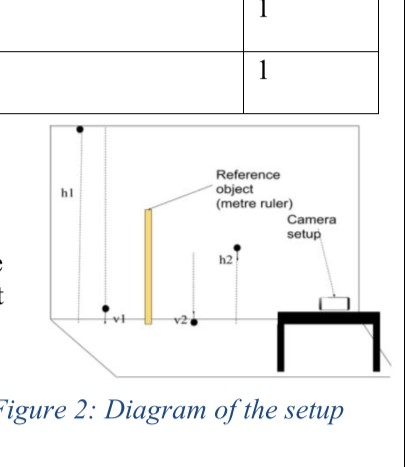 1
1
Reference
object
(metre ruler)
Camera
setup
h1
h2
v1
v2
Figure 2: Diagram of the setup